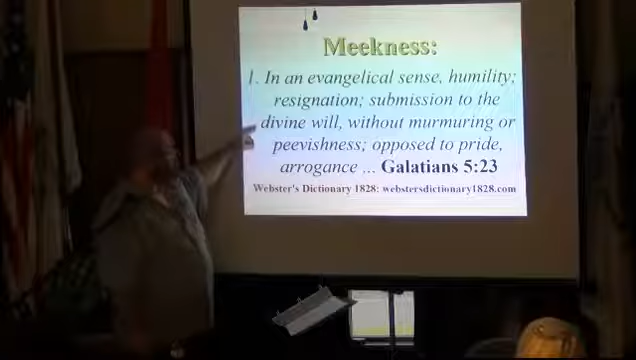 Meekness:
1. In an evangelical sense, humility;
resignation; submission to the
divine will, without murmuring or
peevishness; opposed to pride,
arrogance ... Galatians 5:23
Webster's Dictionary 1828: webstersdictionary1828.com